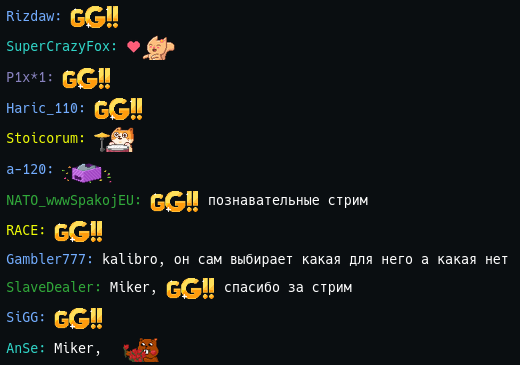 Rizdaw: GG!!
SuperCrazyFox:
P1x*1: GG!!
Haric_110: GG!!
Stoicorum:
a-120:
NATO_wwwSpakojEU: GG!! познавательные стрим
RACE: GG!!
Gambler777: kalibro, он сам выбирает какая для него а какая нет
SlaveDealer: Miker, GG!! спасибо за стрим
SiGG: GG!!
AnSe: Miker,